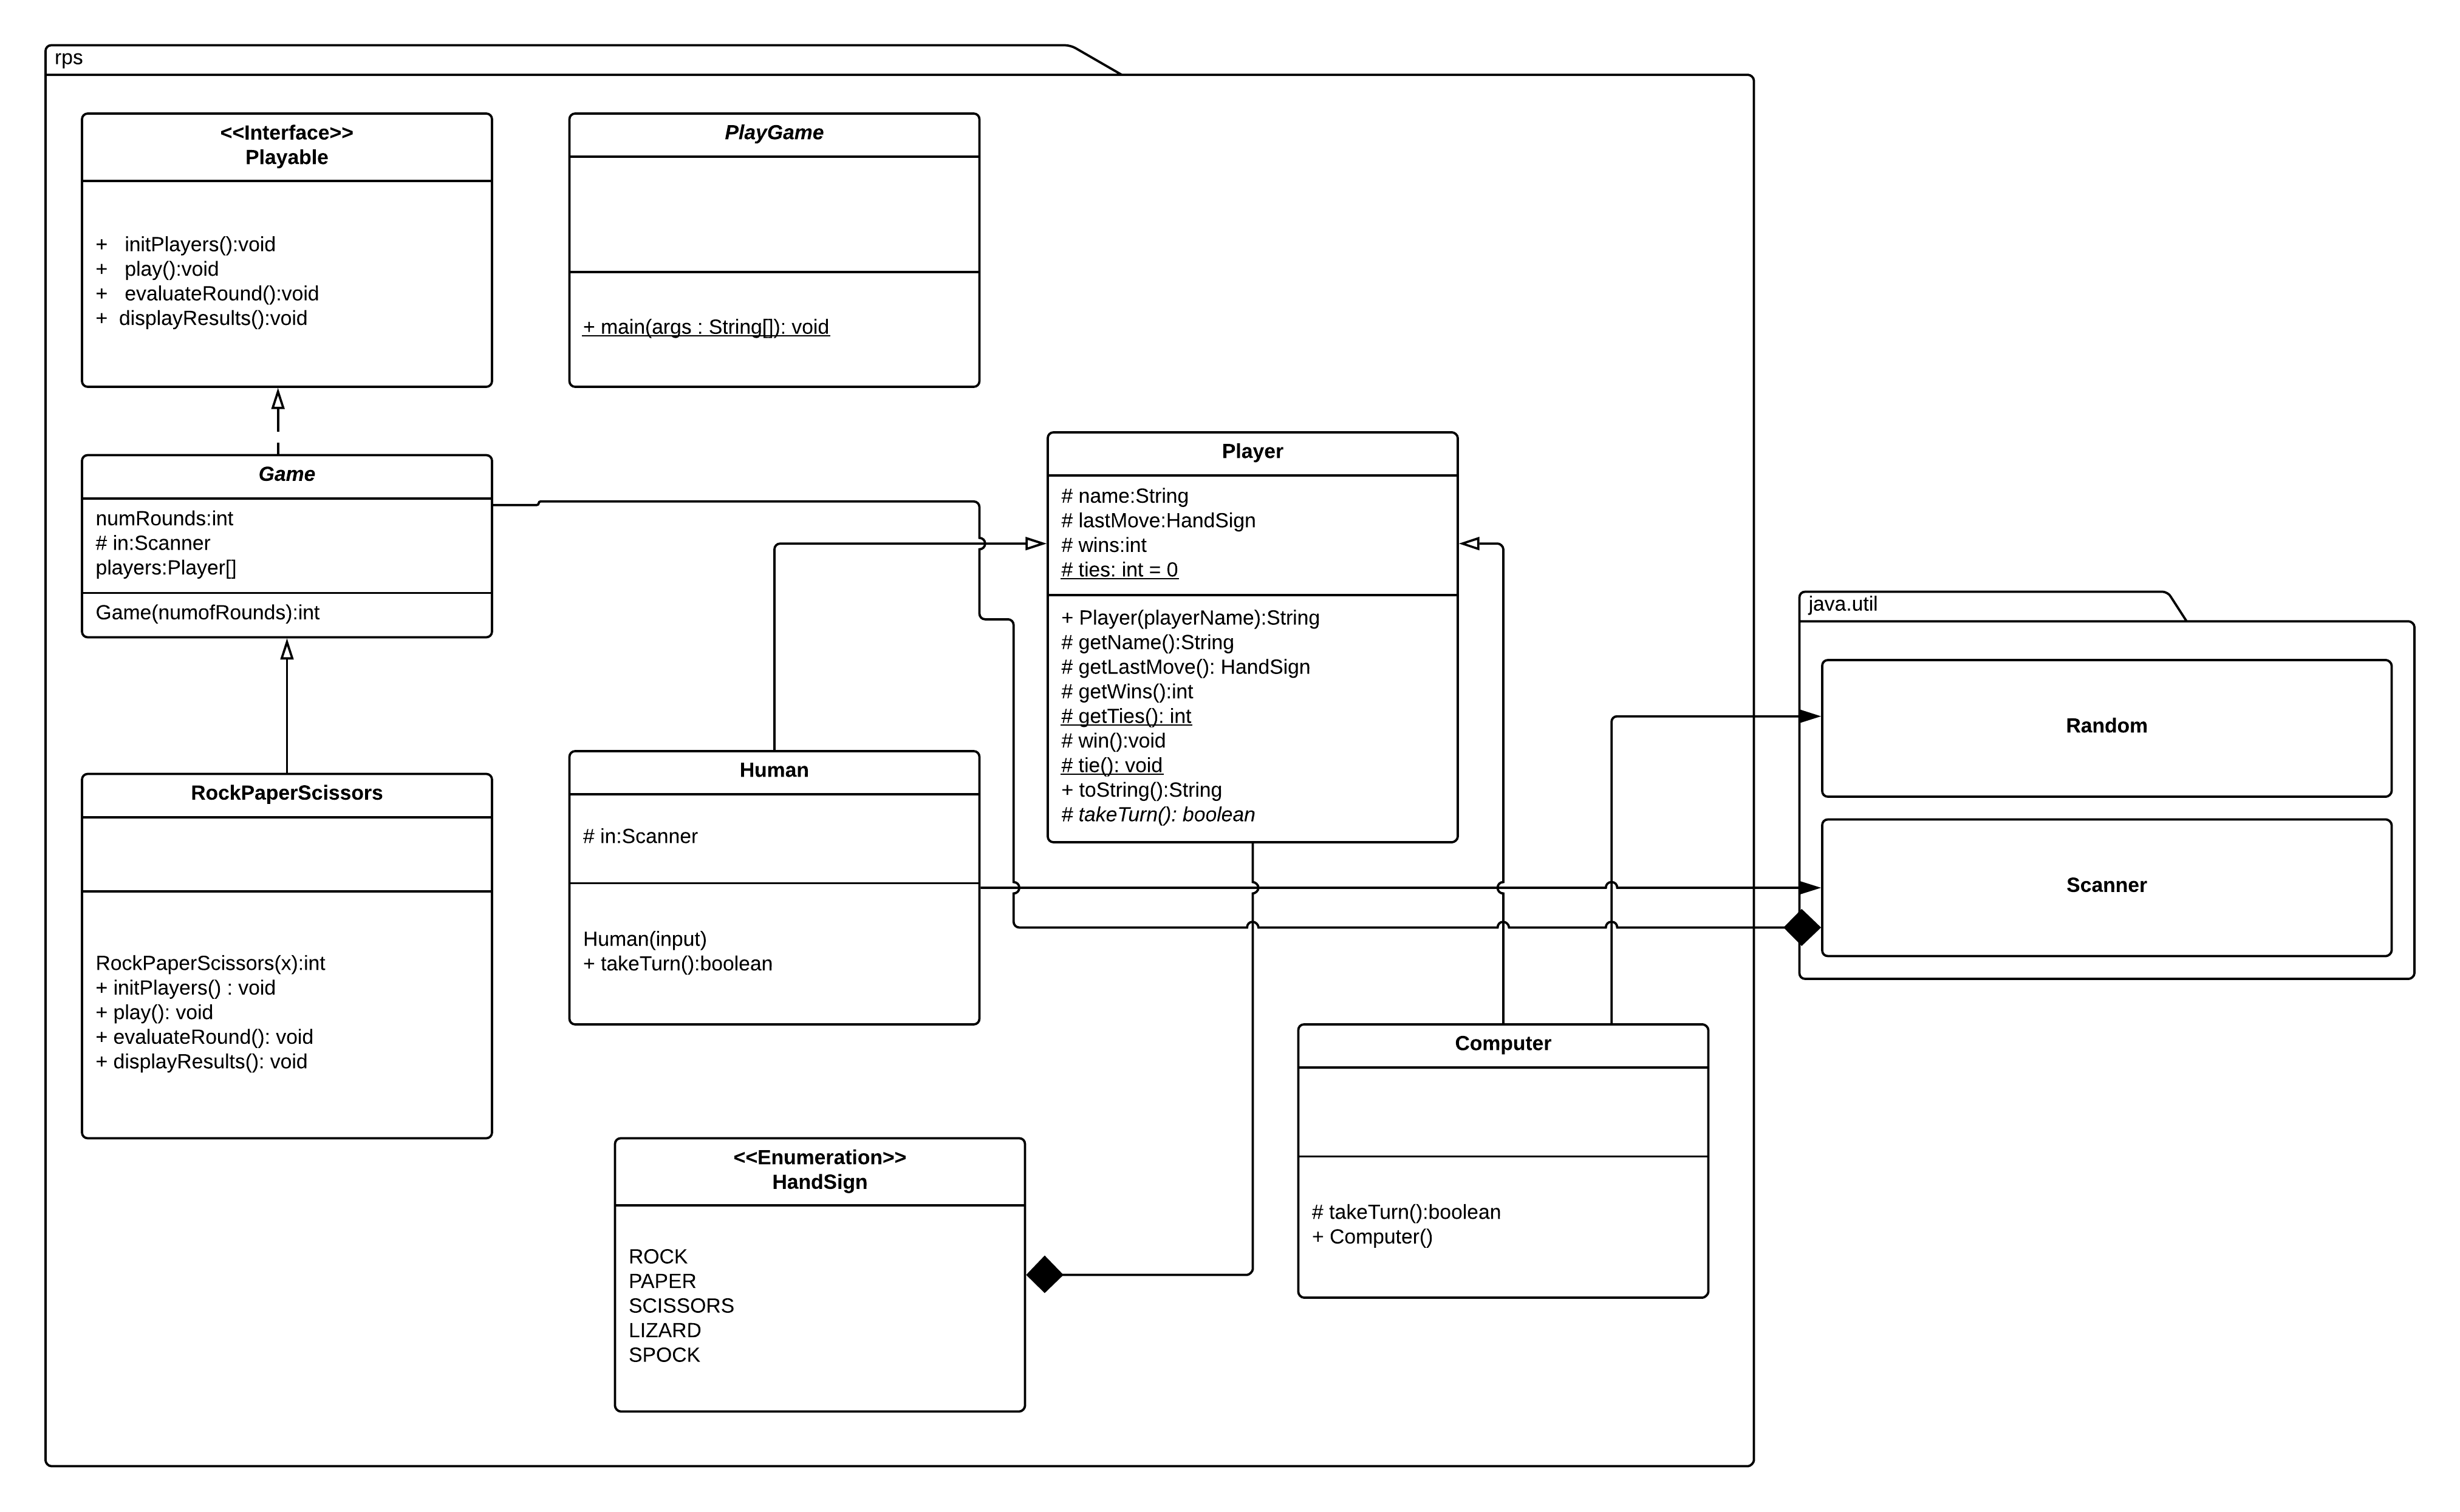 rps
<<Interface>>
Playable
+ initPlayers():void
+ play():void
+ evaluateRound():void
+ displayResults():void
PlayGame
+ main(args : String[]): void
Game
numRounds:int
# in:Scanner
players:Player[]
Game(numofRounds):int
Player
# name:String
# lastMove:HandSign
# wins:int
# ties: int = 0
+ Player(playerName):String
# getName():String
# getLastMove(): HandSign
# getWins():int
# getTies(): int
# win():void
# tie(): void
+ toString():String
# takeTurn(): boolean
java.util
Random
Scanner
RockPaperScissors
RockPaperScissors(x):int
+ initPlayers() : void
+ play(): void
+ evaluateRound(): void
+ displayResults(): void
Human
# in:Scanner
Human(input)
+ takeTurn():boolean
Computer
# takeTurn():boolean
+ Computer()
<<Enumeration>>
HandSign
ROCK
PAPER
SCISSORS
LIZARD
SPOCK